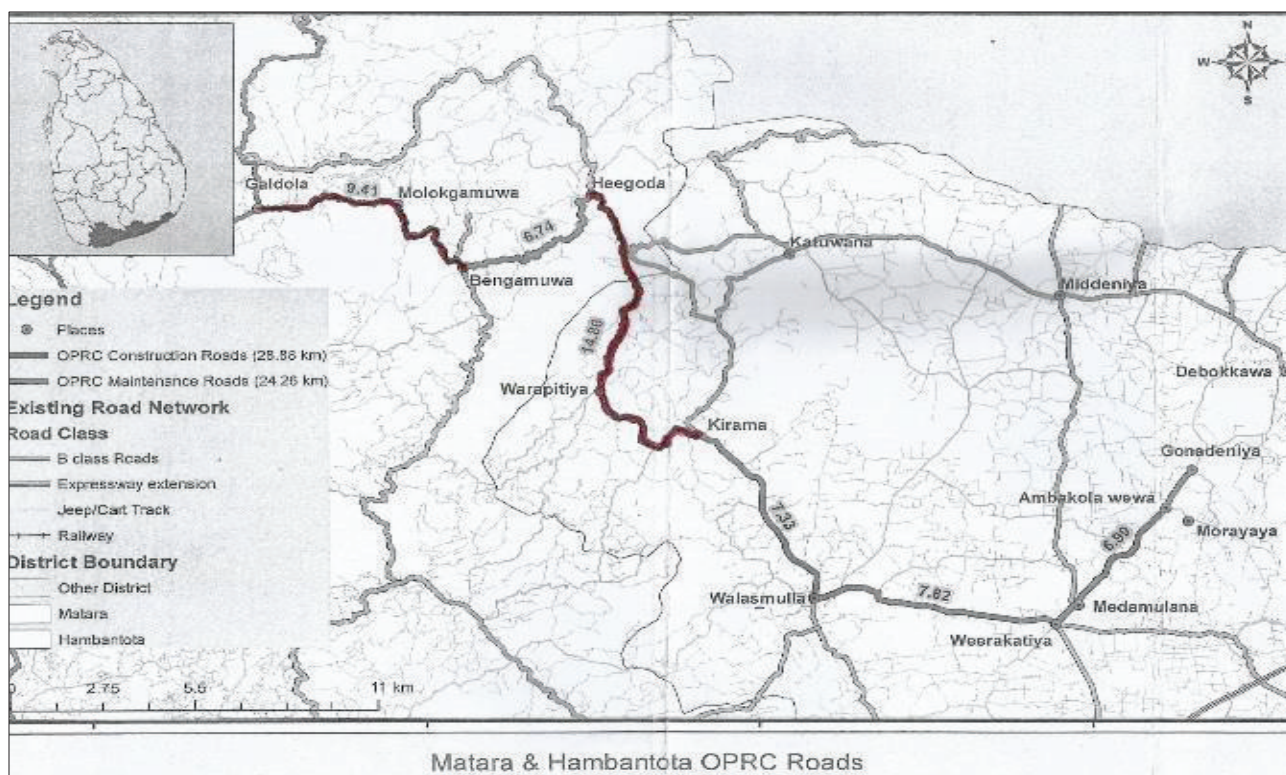 N
W
S
Galdola
9.41
Molokgamuwa
Heegoda
6.74
Bengamuwa
Katuwana
Middeniya
14.88
Warapitiya
Debokkawa
Kirama
Gonadeniya
Ambakola wewa
7.33
Morayaya
6.90
Walasmulla
7.82
Medamulana
Weerakatiya
Legend
Places
OPRC Construction Roads (28.86 km)
OPRC Maintenance Roads (24.26 km)
Existing Road Network
Road Class
B class Roads
Expressway extension
Jeep/Cart Track
Railway
District Boundary
Other District
Matara
Hambantota
0 2.75 5.5 11 km
Matara & Hambantota OPRC Roads